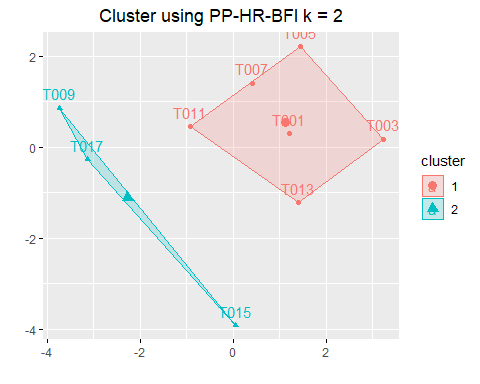 Cluster using PP-HR-BFI k = 2
T005
T007
T009
T011
T001
T003
T017
T013
T015
2
0
-2
-4
-4
-2
0
2
cluster
a 1
a 2